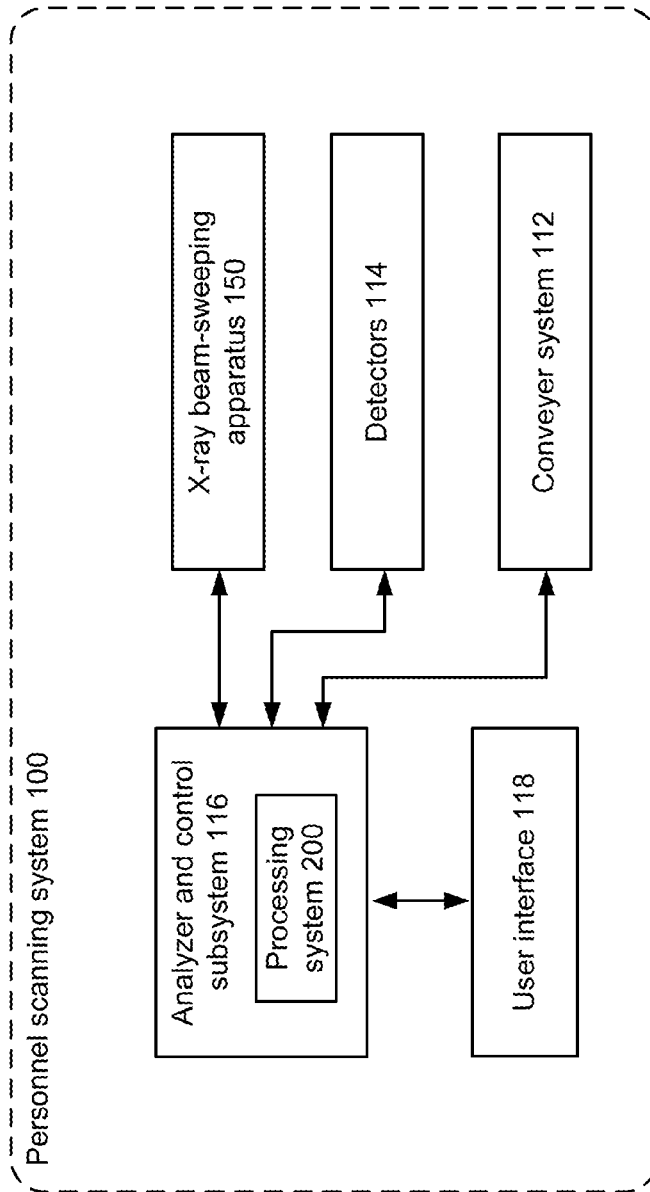 Personnel scanning system 100
Analyzer and control
subsystem 116
Processing
system 200
User interface 118
X-ray beam-sweeping
apparatus 150
Detectors 114
Conveyer system 112